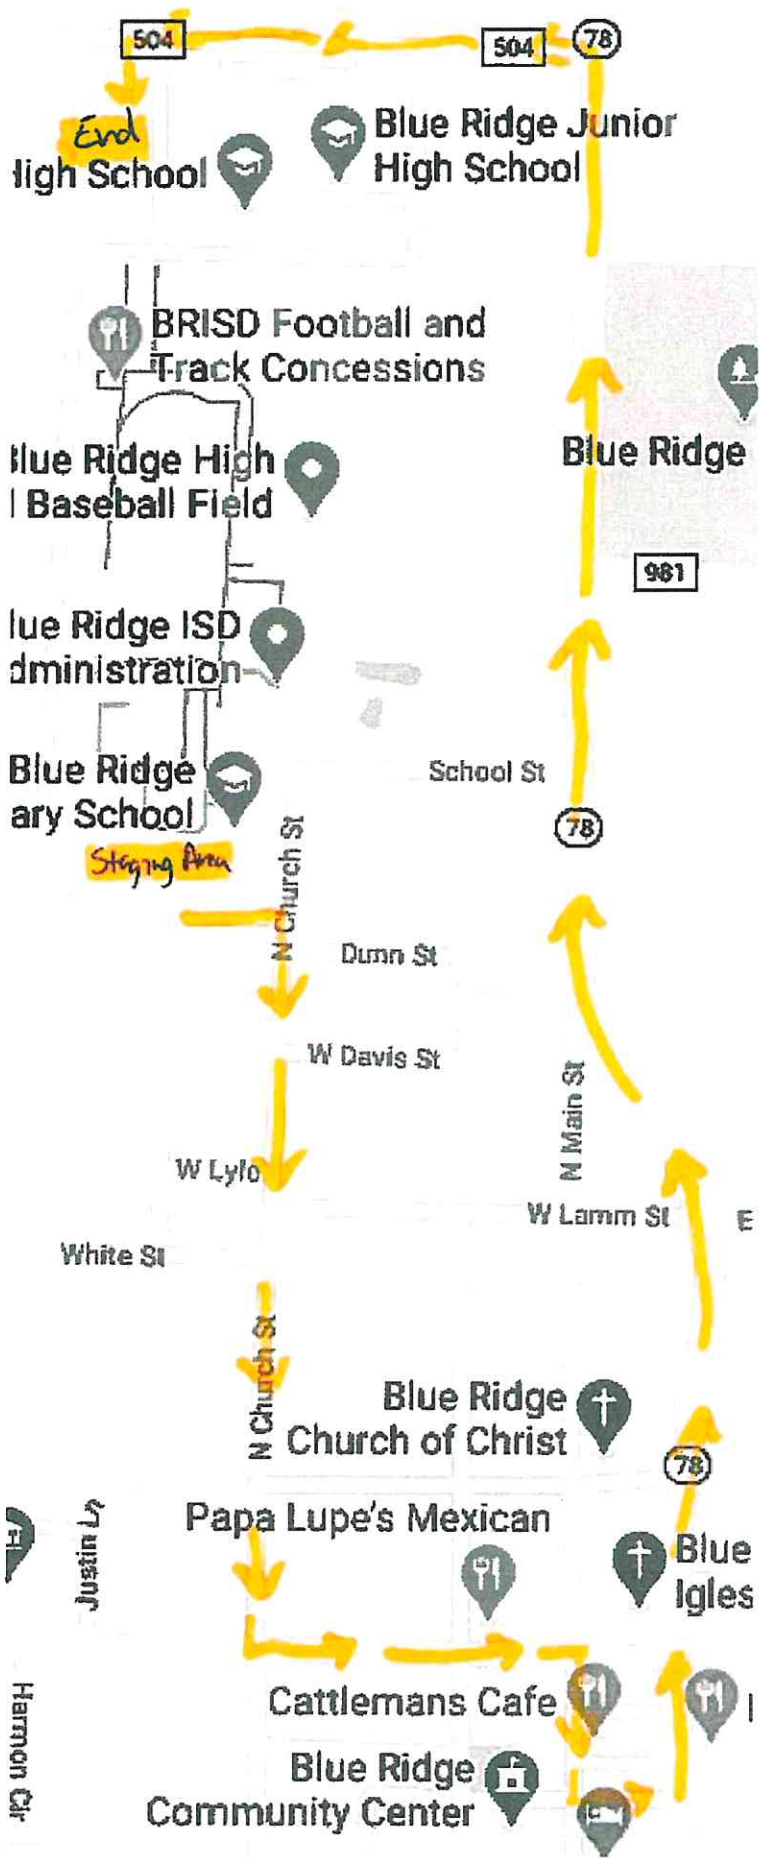 504
504
78
End
Blue Ridge Junior
High School
High School
BRISD Football and
Track Concessions
Blue Ridge High
l Baseball Field
Blue Ridge
981
lue Ridge ISD
dministration
School St
Blue Ridge
ary School
78
Staging Area
N Church St
Dunn St
W Davis St
N Main St
W Lylo
W Lamm St
E
White St
N Church St
Blue Ridge
Church of Christ
78
Papa Lupe's Mexican
Justin Ln
Blue
Igles
Cattlemans Cafe
Harmon Cir
Blue Ridge
Community Center